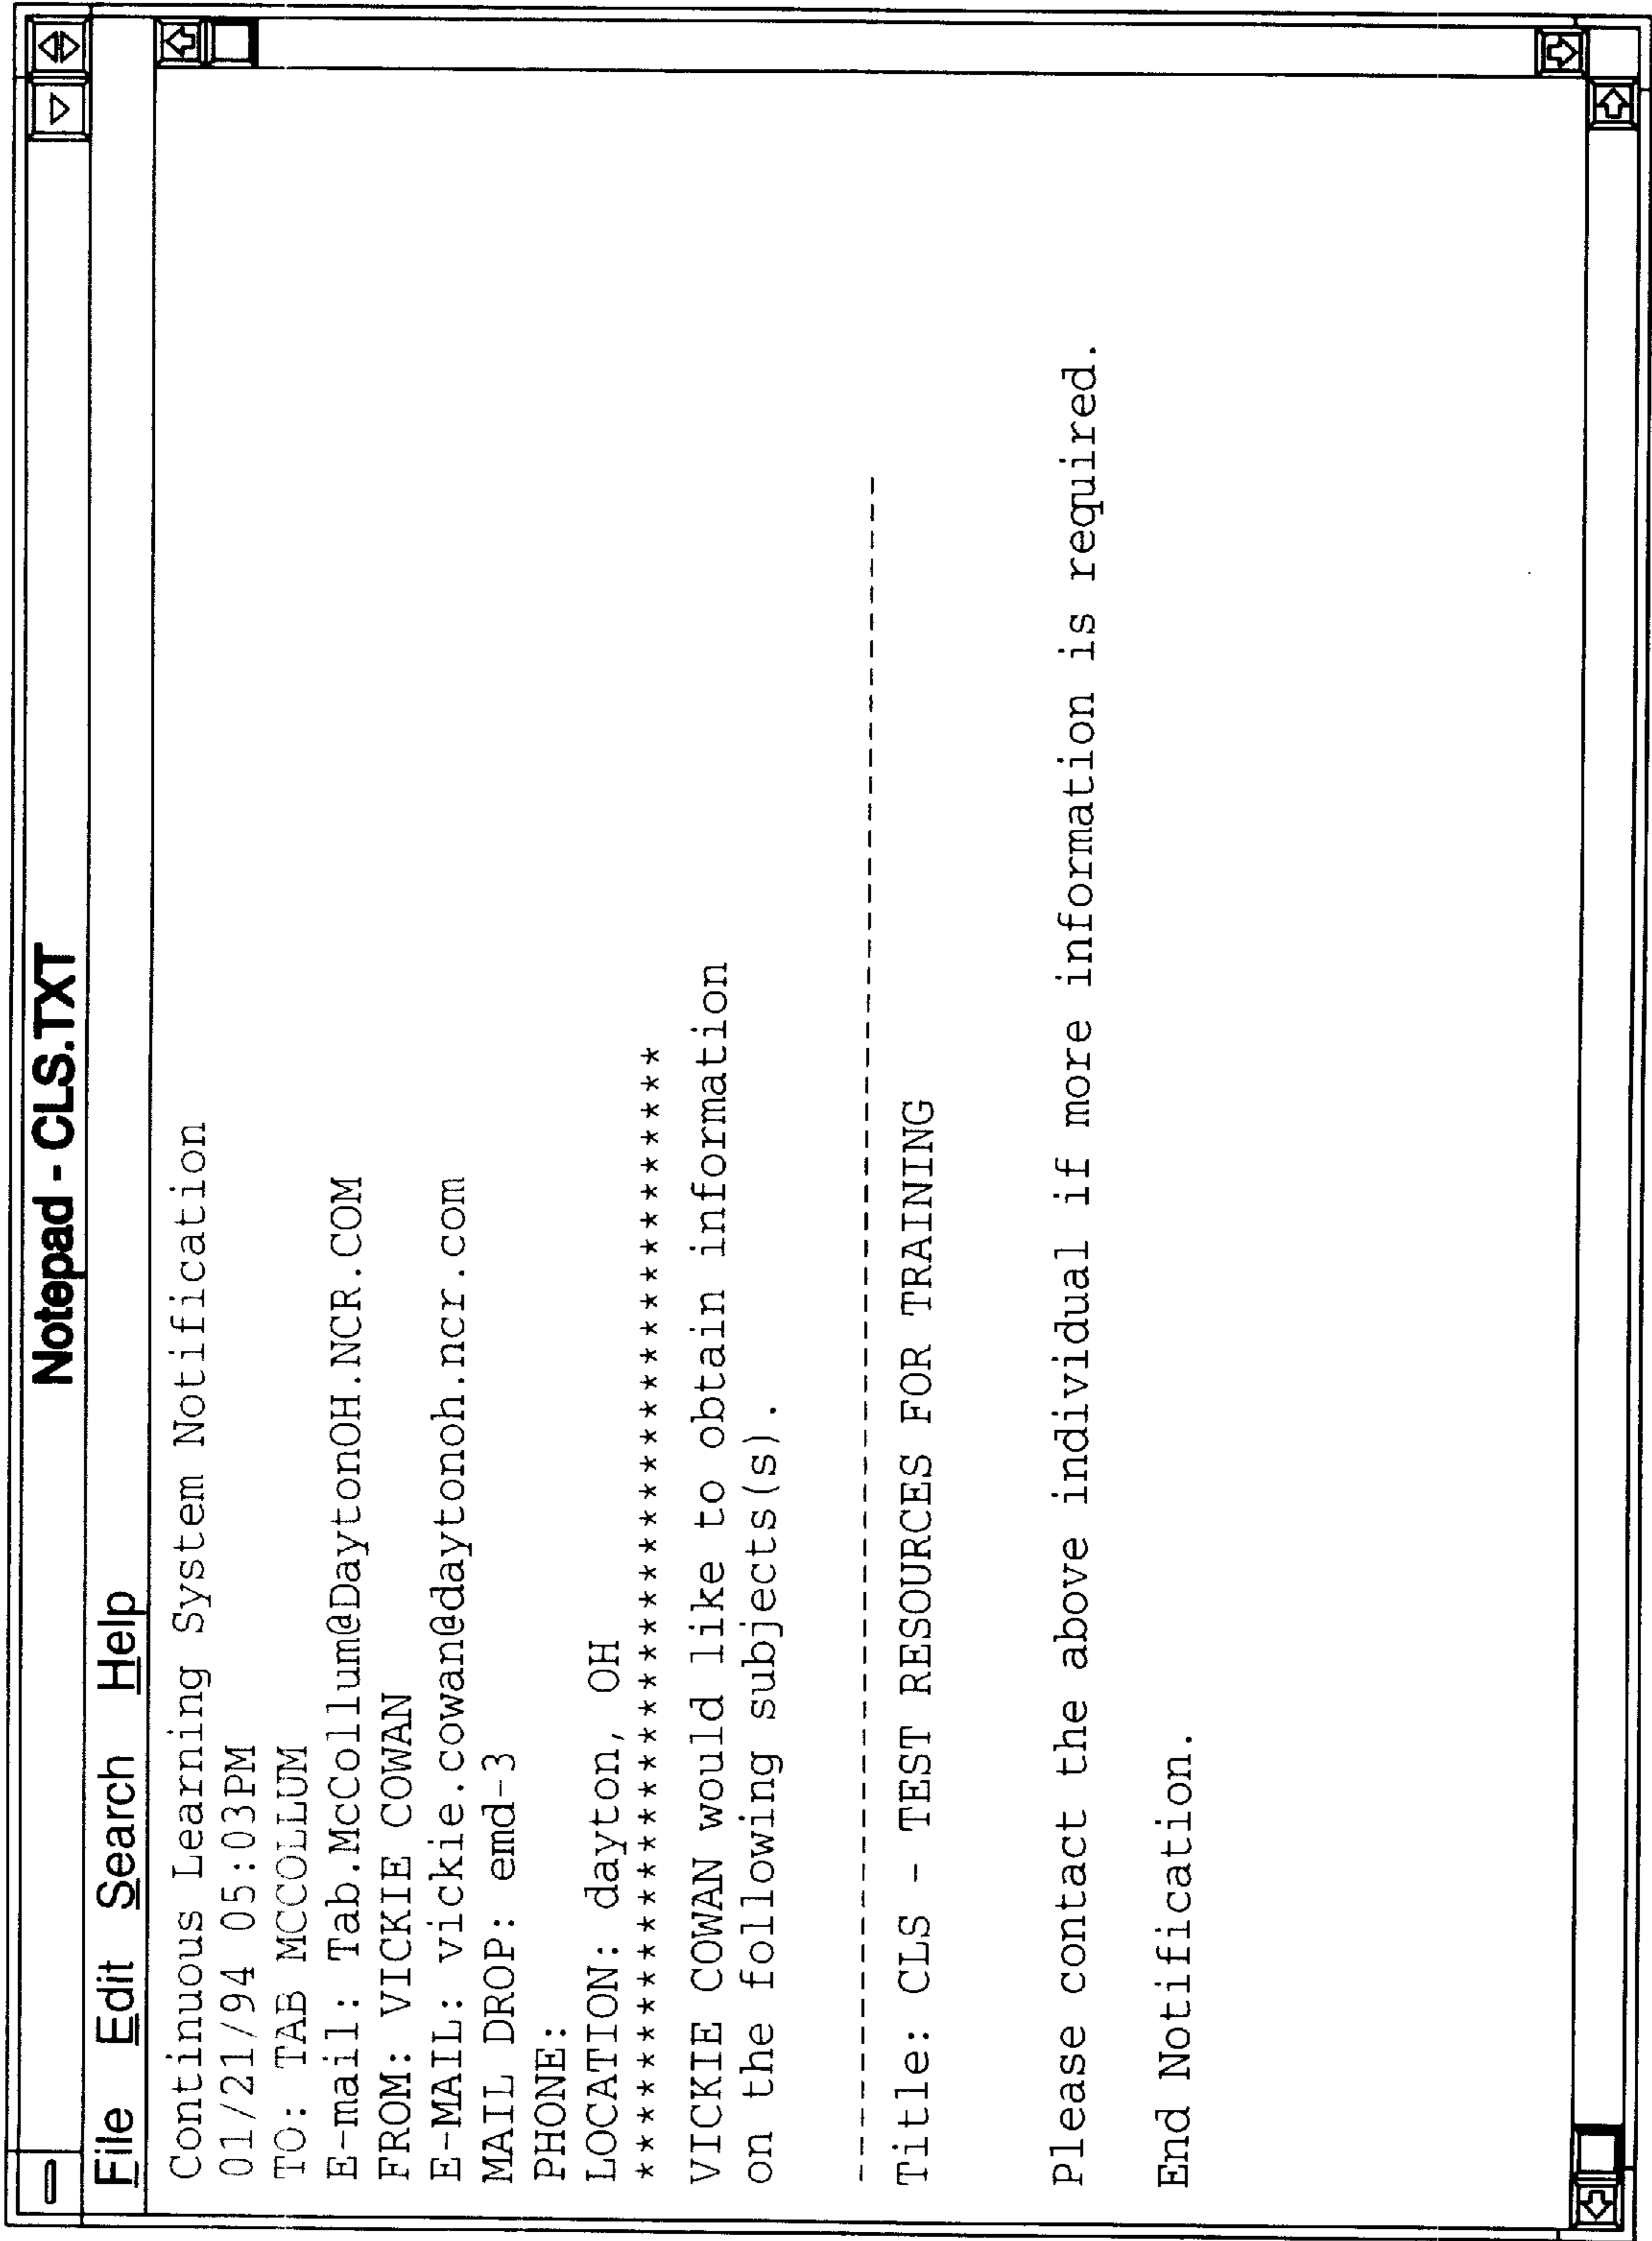 Notepad - CLS.TXT
File Edit Search Help
Continuous Learning System Notification
01/21/94 05:03PM
TO: TAB MCCOLLUM
E-mail: Tab.McCollum@DaytonOH.NCR.COM
FROM: VICKIE COWAN
E-MAIL: vickie.cowan@daytonoh.ncr.com
MAIL DROP: emd-3
PHONE:
LOCATION: dayton, OH
*******************************************
VICKIE COWAN would like to obtain information
on the following subjects(s).
-----------------------------------------------------------------
Title: CLS - TEST RESOURCES FOR TRAINING
Please contact the above individual if more information is required.
End Notification.